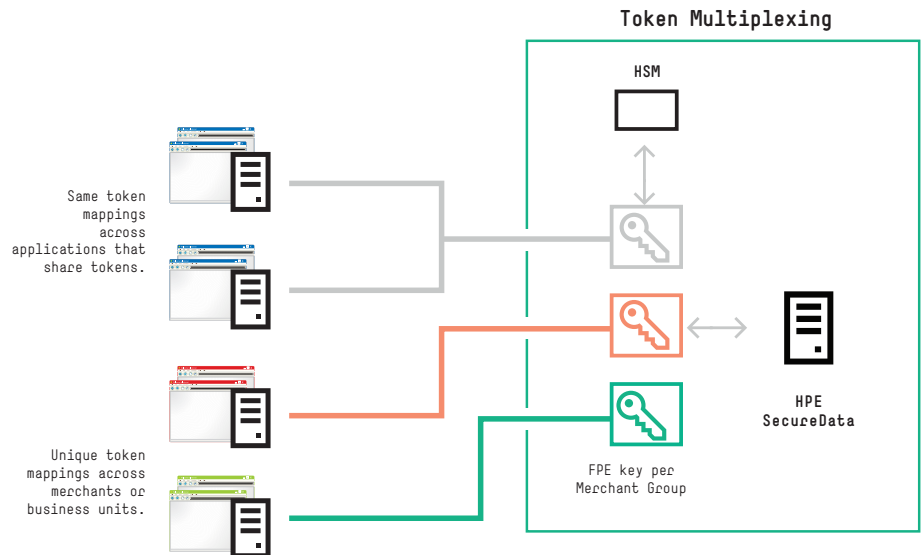 Token Multiplexing
HSM
Same token
mappings
across
applications that
share tokens.
HPE
SecureData
Unique token
mappings across
merchants or
business units.
FPE key per
Merchant Group